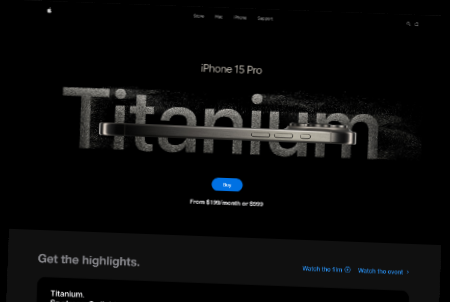 Store Mac iPhone Support
iPhone 15 Pro
Titanium
Buy
From $199/month or $999
Get the highlights.
Watch the film Watch the event >
Titanium.